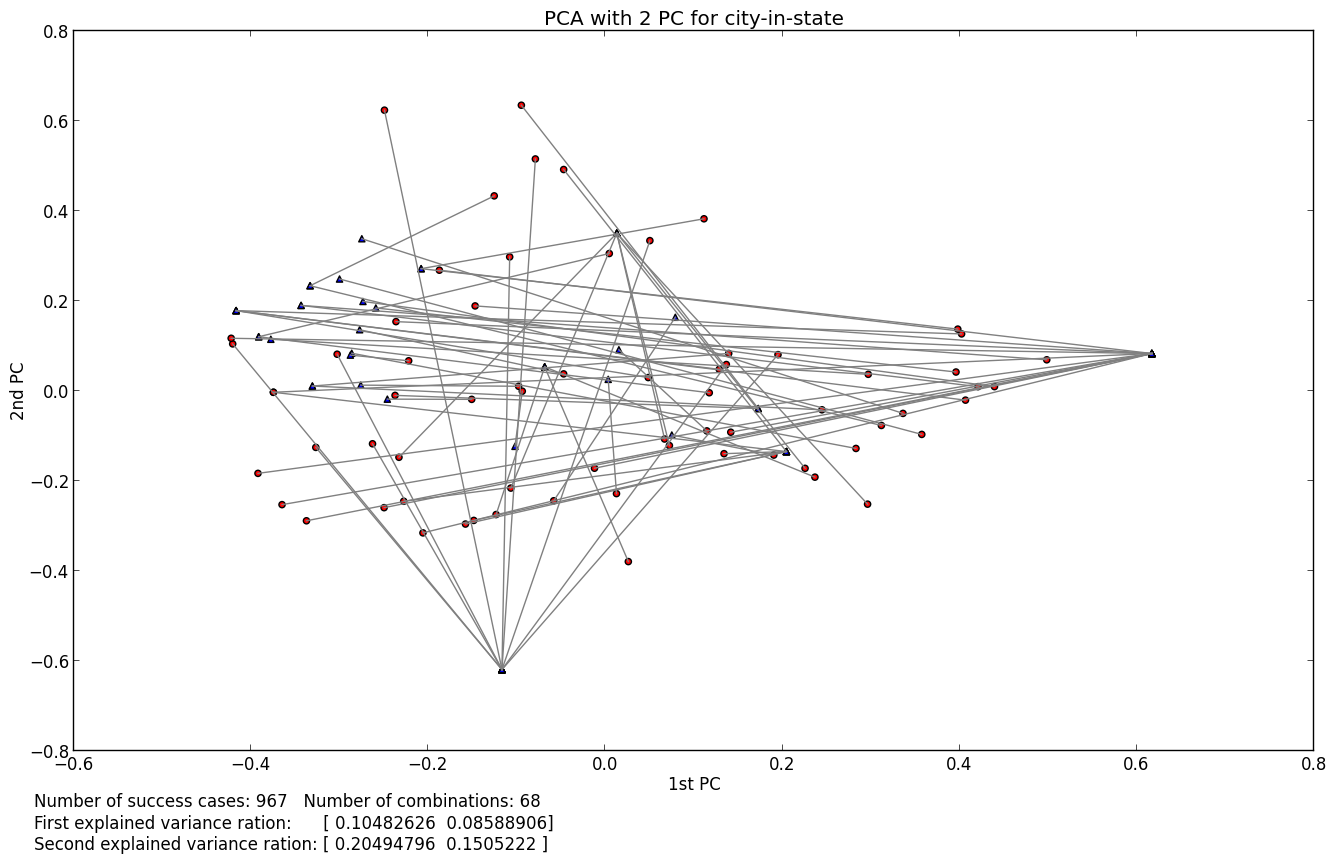 PCA with 2 PC for city-in-state
0.8
0.6
0.4
0.2
0.0
−0.2
−0.4
−0.6
−0.8
2nd PC
−0.6 −0.4 −0.2 0.0 0.2 0.4 0.6 0.8
1st PC
Number of success cases: 967 Number of combinations: 68
First explained variance ration: [ 0.10482626 0.08588906]
Second explained variance ration: [ 0.20494796 0.1505222 ]